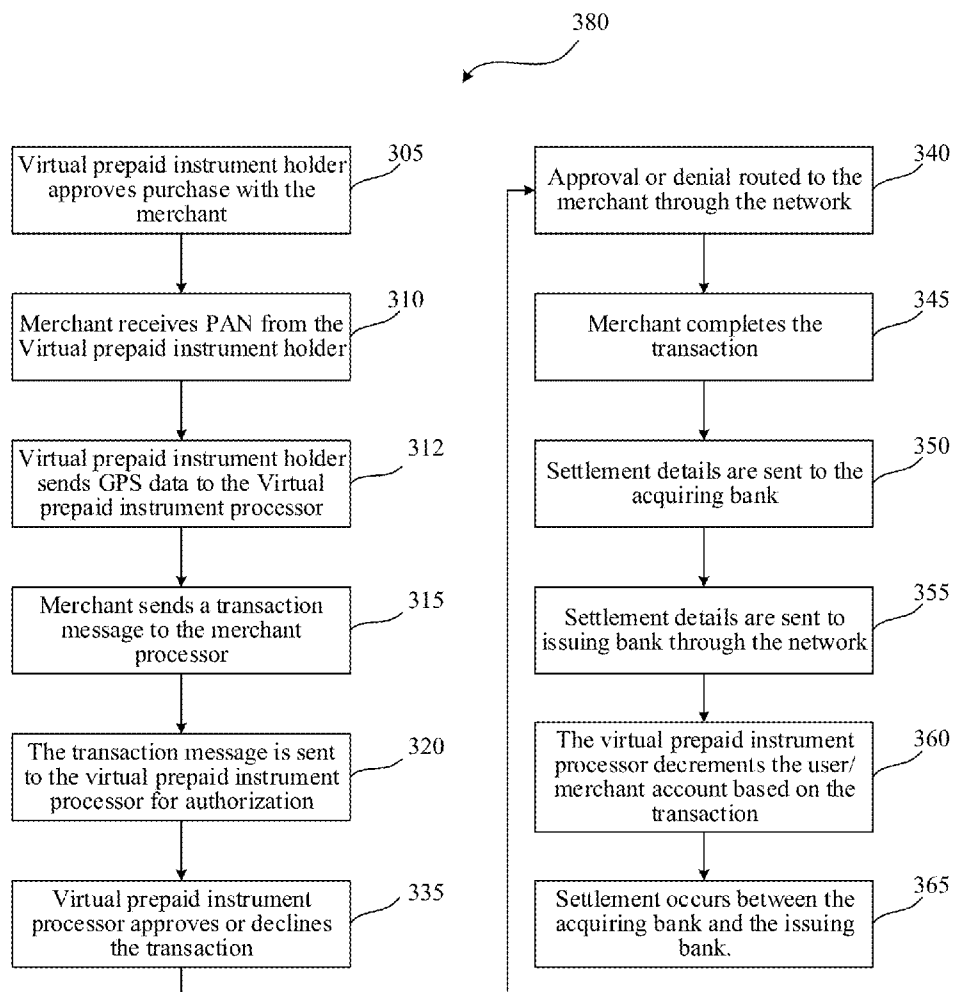 380
Virtual prepaid instrument holder
approves purchase with the
merchant
305
Merchant receives PAN from the
Virtual prepaid instrument holder
310
Virtual prepaid instrument holder
sends GPS data to the Virtual
prepaid instrument processor
312
Merchant sends a transaction
message to the merchant
processor
315
The transaction message is sent
to the virtual prepaid instrument
processor for authorization
320
Virtual prepaid instrument
processor approves or declines
the transaction
335
Approval or denial routed to the
merchant through the network
340
Merchant completes the
transaction
345
Settlement details are sent to the
acquiring bank
350
Settlement details are sent to
issuing bank through the network
355
The virtual prepaid instrument
processor decrements the user/
merchant account based on the
transaction
360
Settlement occurs between the
acquiring bank and the issuing
bank.
365